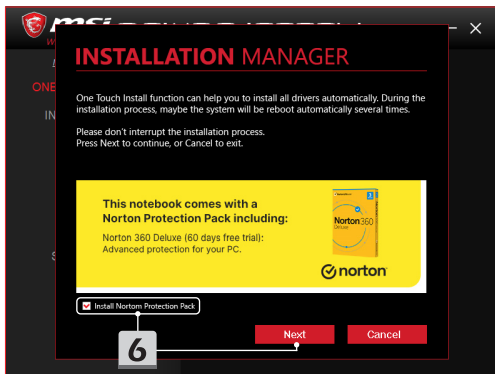 msi
INSTALLATION MANAGER
ONE
IN
One Touch Install function can help you to install all drivers automatically. During the
installation process, maybe the system will be reboot automatically several times.
Please don't interrupt the installation process.
Press Next to continue, or Cancel to exit.
This notebook comes with a
Norton Protection Pack including:
Norton 360 Deluxe (60 days free trial):
Advanced protection for your PC.
Norton 360
Deluxe
norton
Install Nortom Protection Pack
6
Next
Cancel